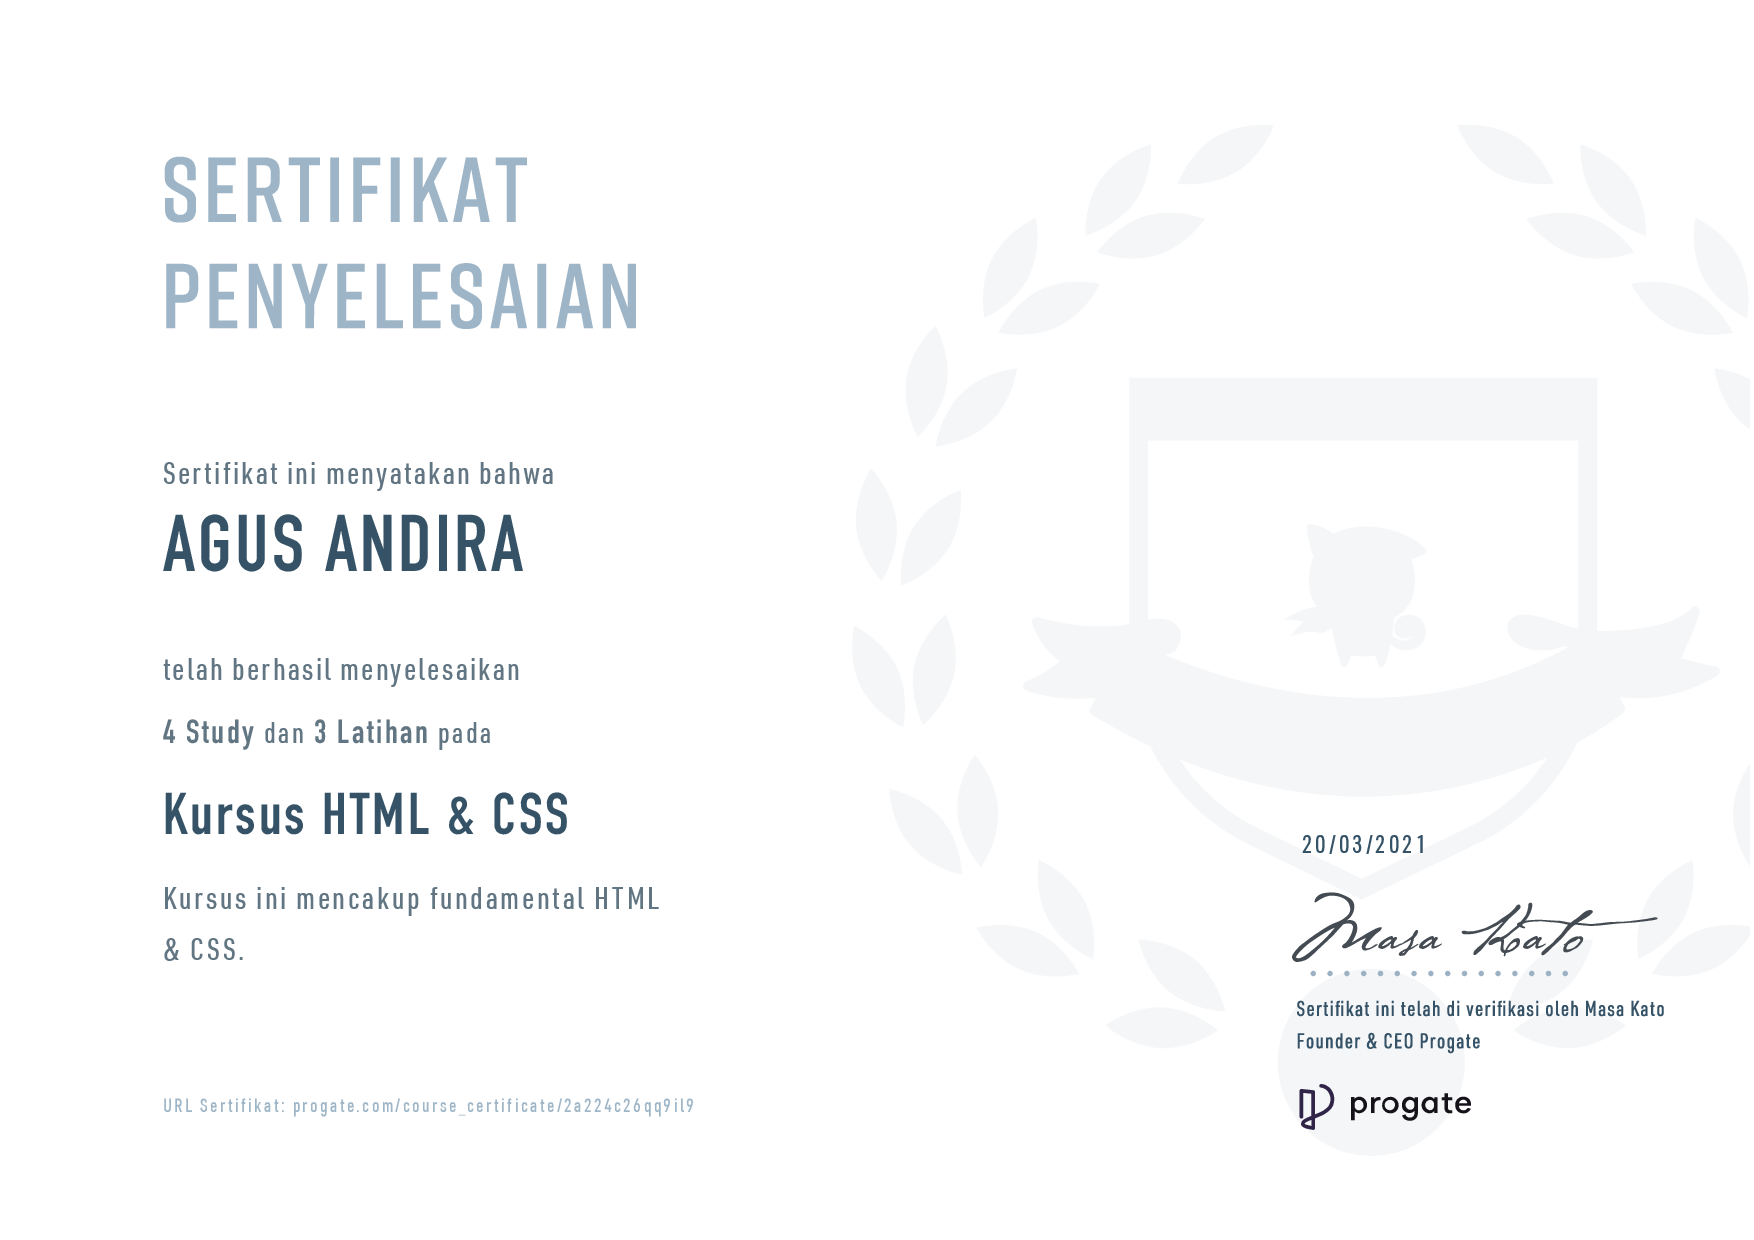 SERTIFIKAT
PENYELESAIAN
Sertifikat ini menyatakan bahwa
AGUS ANDIRA
telah berhasil menyelesaikan
4 Study dan 3 Latihan pada
Kursus HTML & CSS
Kursus ini mencakup fundamental HTML
& CSS.
URL Sertifikat: progate.com/course_certificate/2a224c26qq9il9
20/03/2021
Masa Kato
Sertifikat ini telah di verifikasi oleh Masa Kato
Founder & CEO Progate
progate